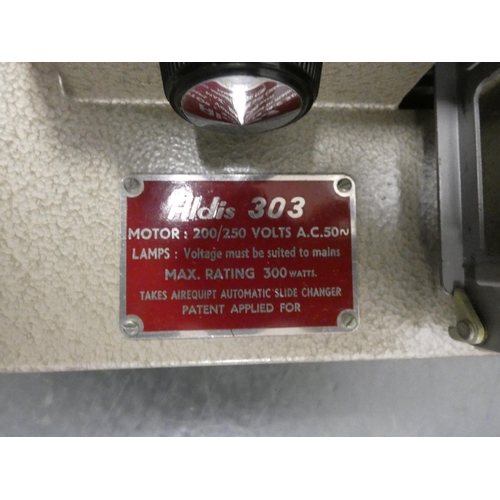 Aldis 303
MOTOR : 200/250 VOLTS A.C.50~
LAMPS : Voltage must be suited to mains
MAX. RATING 300 WATTS.
TAKES AIREQUIPT AUTOMATIC SLIDE CHANGER
PATENT APPLIED FOR